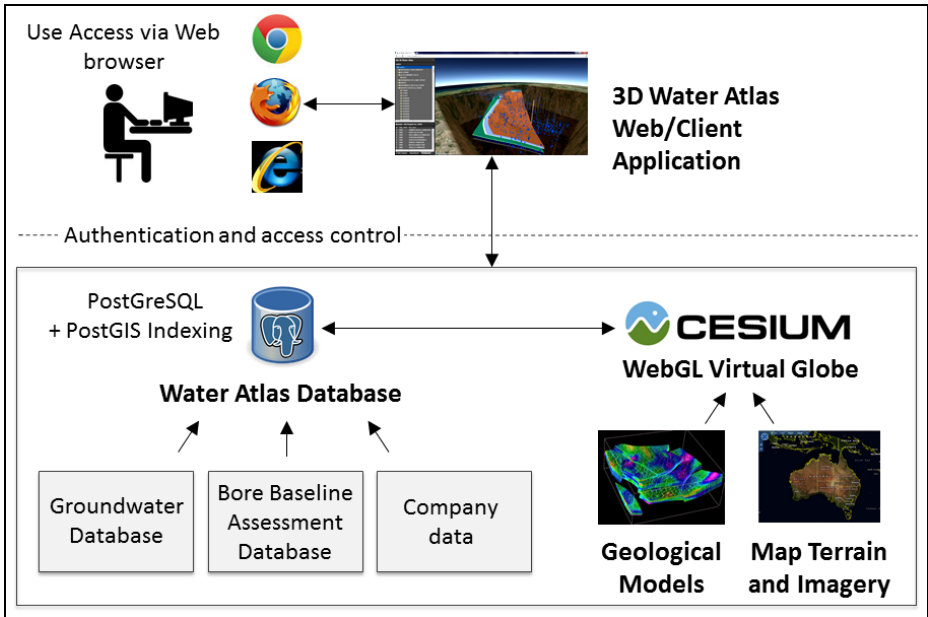 Use Access via Web
browser
3D Water Atlas
Web/Client
Application
Authentication and access control
PostGreSQL
+ PostGIS Indexing
CESIUM
WebGL Virtual Globe
Water Atlas Database
Groundwater
Database
Bore Baseline
Assessment
Database
Company
data
Geological
Models
Map Terrain
and Imagery